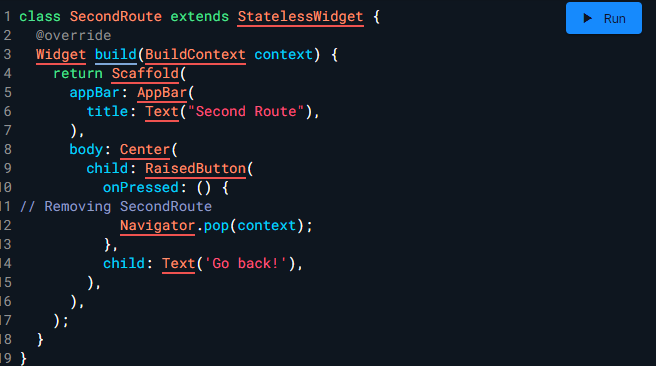 1 class SecondRoute extends StatelessWidget {
Run
2   @override
3   Widget build(BuildContext context) {
4     return Scaffold(
5       appBar: AppBar(
6         title: Text("Second Route"),
7       ),
8       body: Center(
9         child: RaisedButton(
10           onPressed: () {
11 // Removing SecondRoute
12             Navigator.pop(context);
13           },
14           child: Text('Go back!'),
15         ),
16       ),
17     );
18   }
19 }